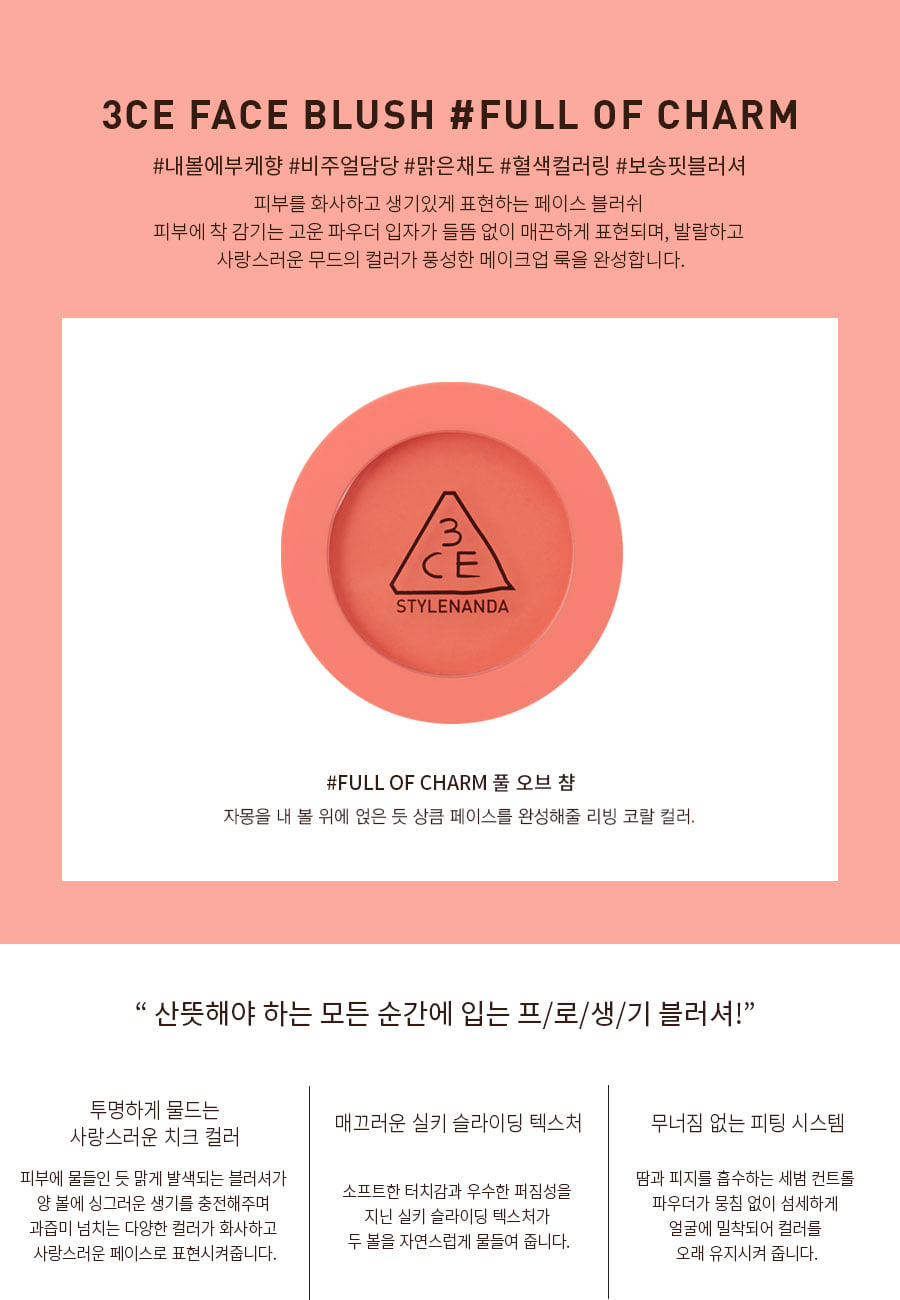 3CE FACE BLUSH #FULL OF CHARM
#내볼에부케향 #비주얼담당 #맑은채도 #혈색컬러링 #보송핏블러셔
피부를 화사하고 생기있게 표현하는 페이스 블러쉬
피부에 착 감기는 고운 파우더 입자가 들뜸 없이 매끈하게 표현되며, 발랄하고
사랑스러운 무드의 컬러가 풍성한 메이크업 룩을 완성합니다.
3
CE
STYLENANDA
#FULL OF CHARM 풀 오브 챰
자몽을 내 볼 위에 얹은 듯 상큼 페이스를 완성해줄 리빙 코랄 컬러.
“ 산뜻해야 하는 모든 순간에 입는 프/로/생/기 블러셔!”
투명하게 물드는
사랑스러운 치크 컬러
피부에 물들인 듯 맑게 발색되는 블러셔가
양 볼에 싱그러운 생기를 충전해주며
과즙미 넘치는 다양한 컬러가 화사하고
사랑스러운 페이스로 표현시켜줍니다.
매끄러운 실키 슬라이딩 텍스처
소프트한 터치감과 우수한 퍼짐성을
지닌 실키 슬라이딩 텍스처가
두 볼을 자연스럽게 물들여 줍니다.
무너짐 없는 피팅 시스템
땀과 피지를 흡수하는 세범 컨트롤
파우더가 뭉침 없이 섬세하게
얼굴에 밀착되어 컬러를
오래 유지시켜 줍니다.